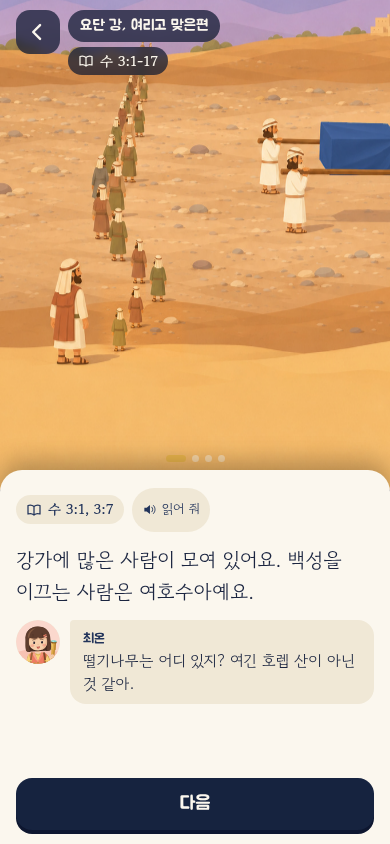 요단 강, 여리고 맞은편
수 3:1-17
수 3:1, 3:7
읽어 줘
강가에 많은 사람이 모여 있어요. 백성을
이끄는 사람은 여호수아예요.
최온
떨기나무는 어디 있지? 여긴 호렙 산이 아닌
것 같아.
다음